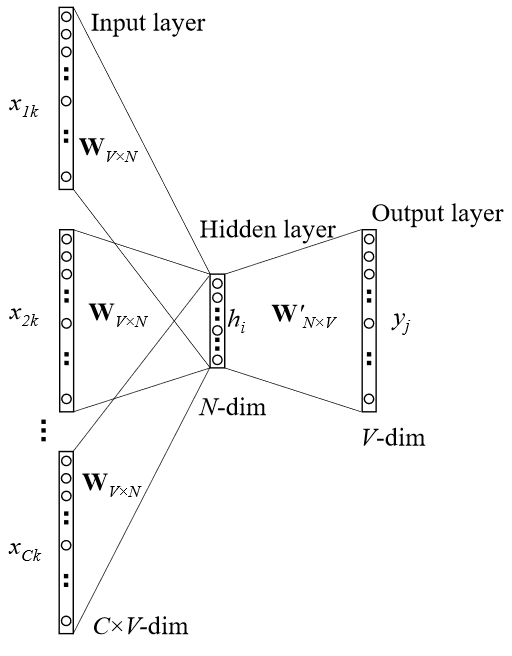 Input layer
x1k
WV×N
Hidden layer
Output layer
x2k
WV×N
hi
W′N×V
yj
N-dim
V-dim
WV×N
xCk
C×V-dim